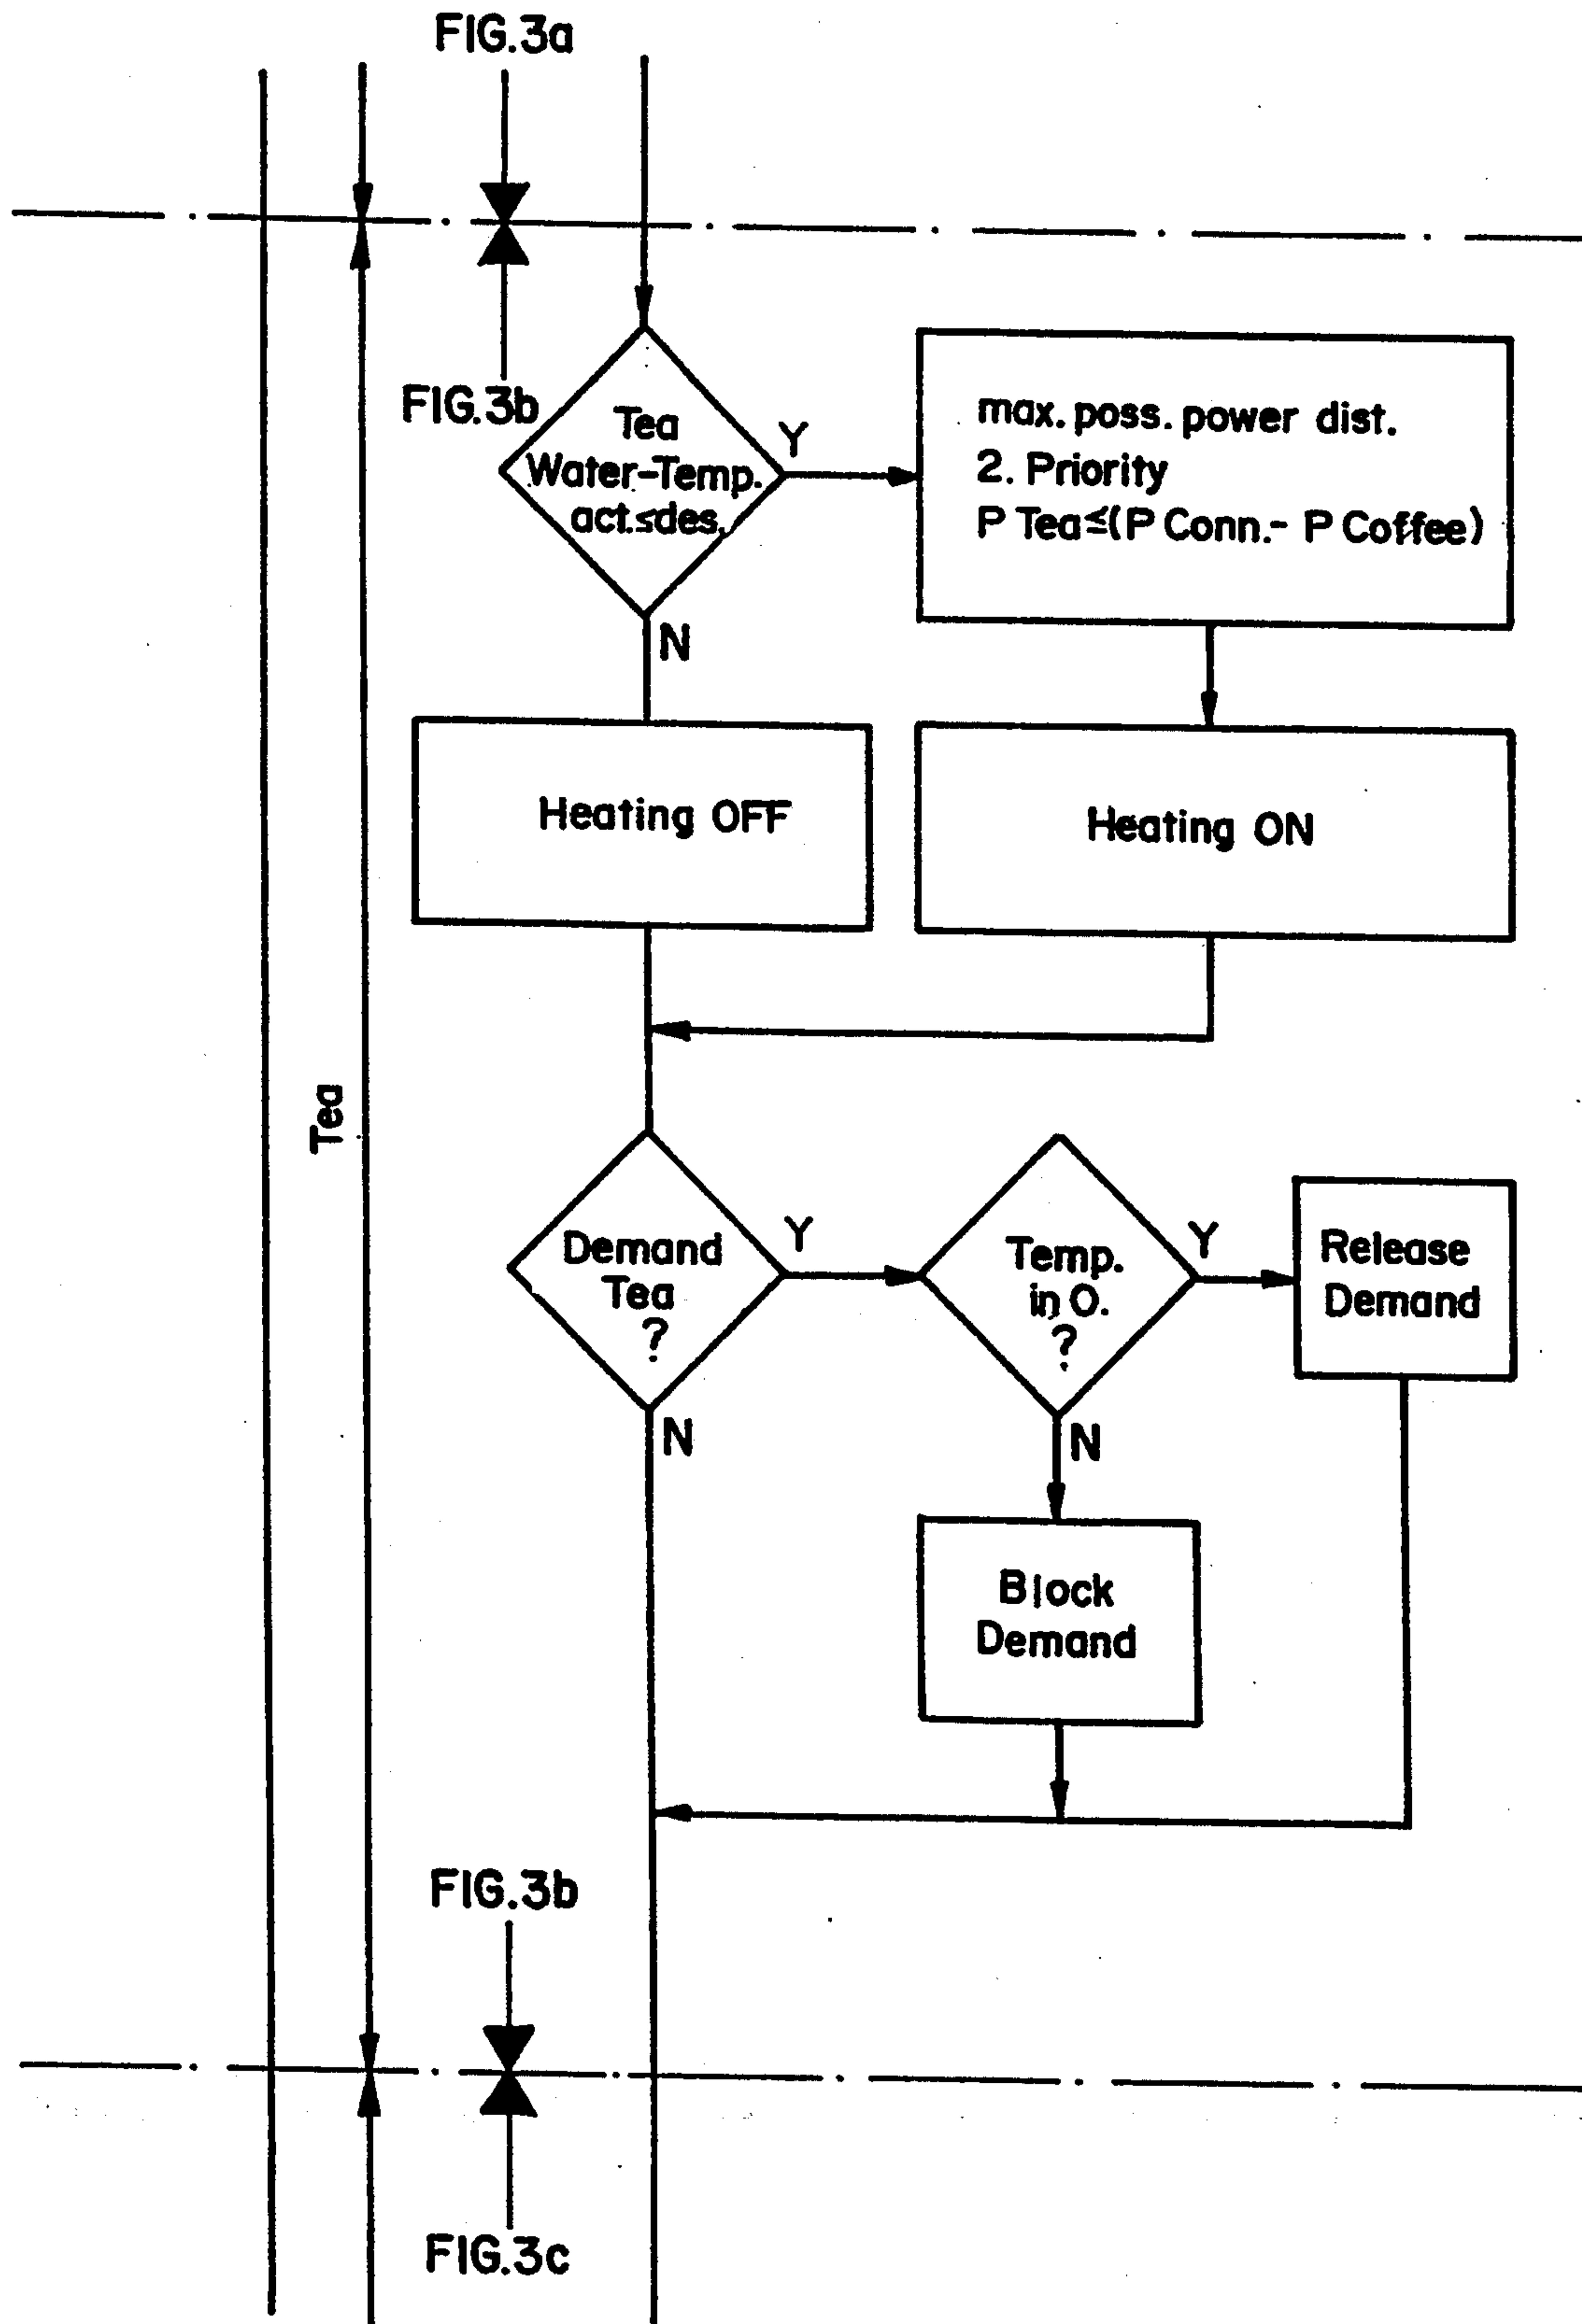 FIG.3a
FIG.3b
Tea
Water-Temp.
act.≤des.
Y
max. poss. power dist.
2. Priority
P Tea≤(P Conn.- P Coffee)
N
Heating OFF
Heating ON
Tea
Demand
Tea
?
Y
Temp.
in O.
?
Y
Release
Demand
N
N
Block
Demand
FIG.3b
FIG.3c